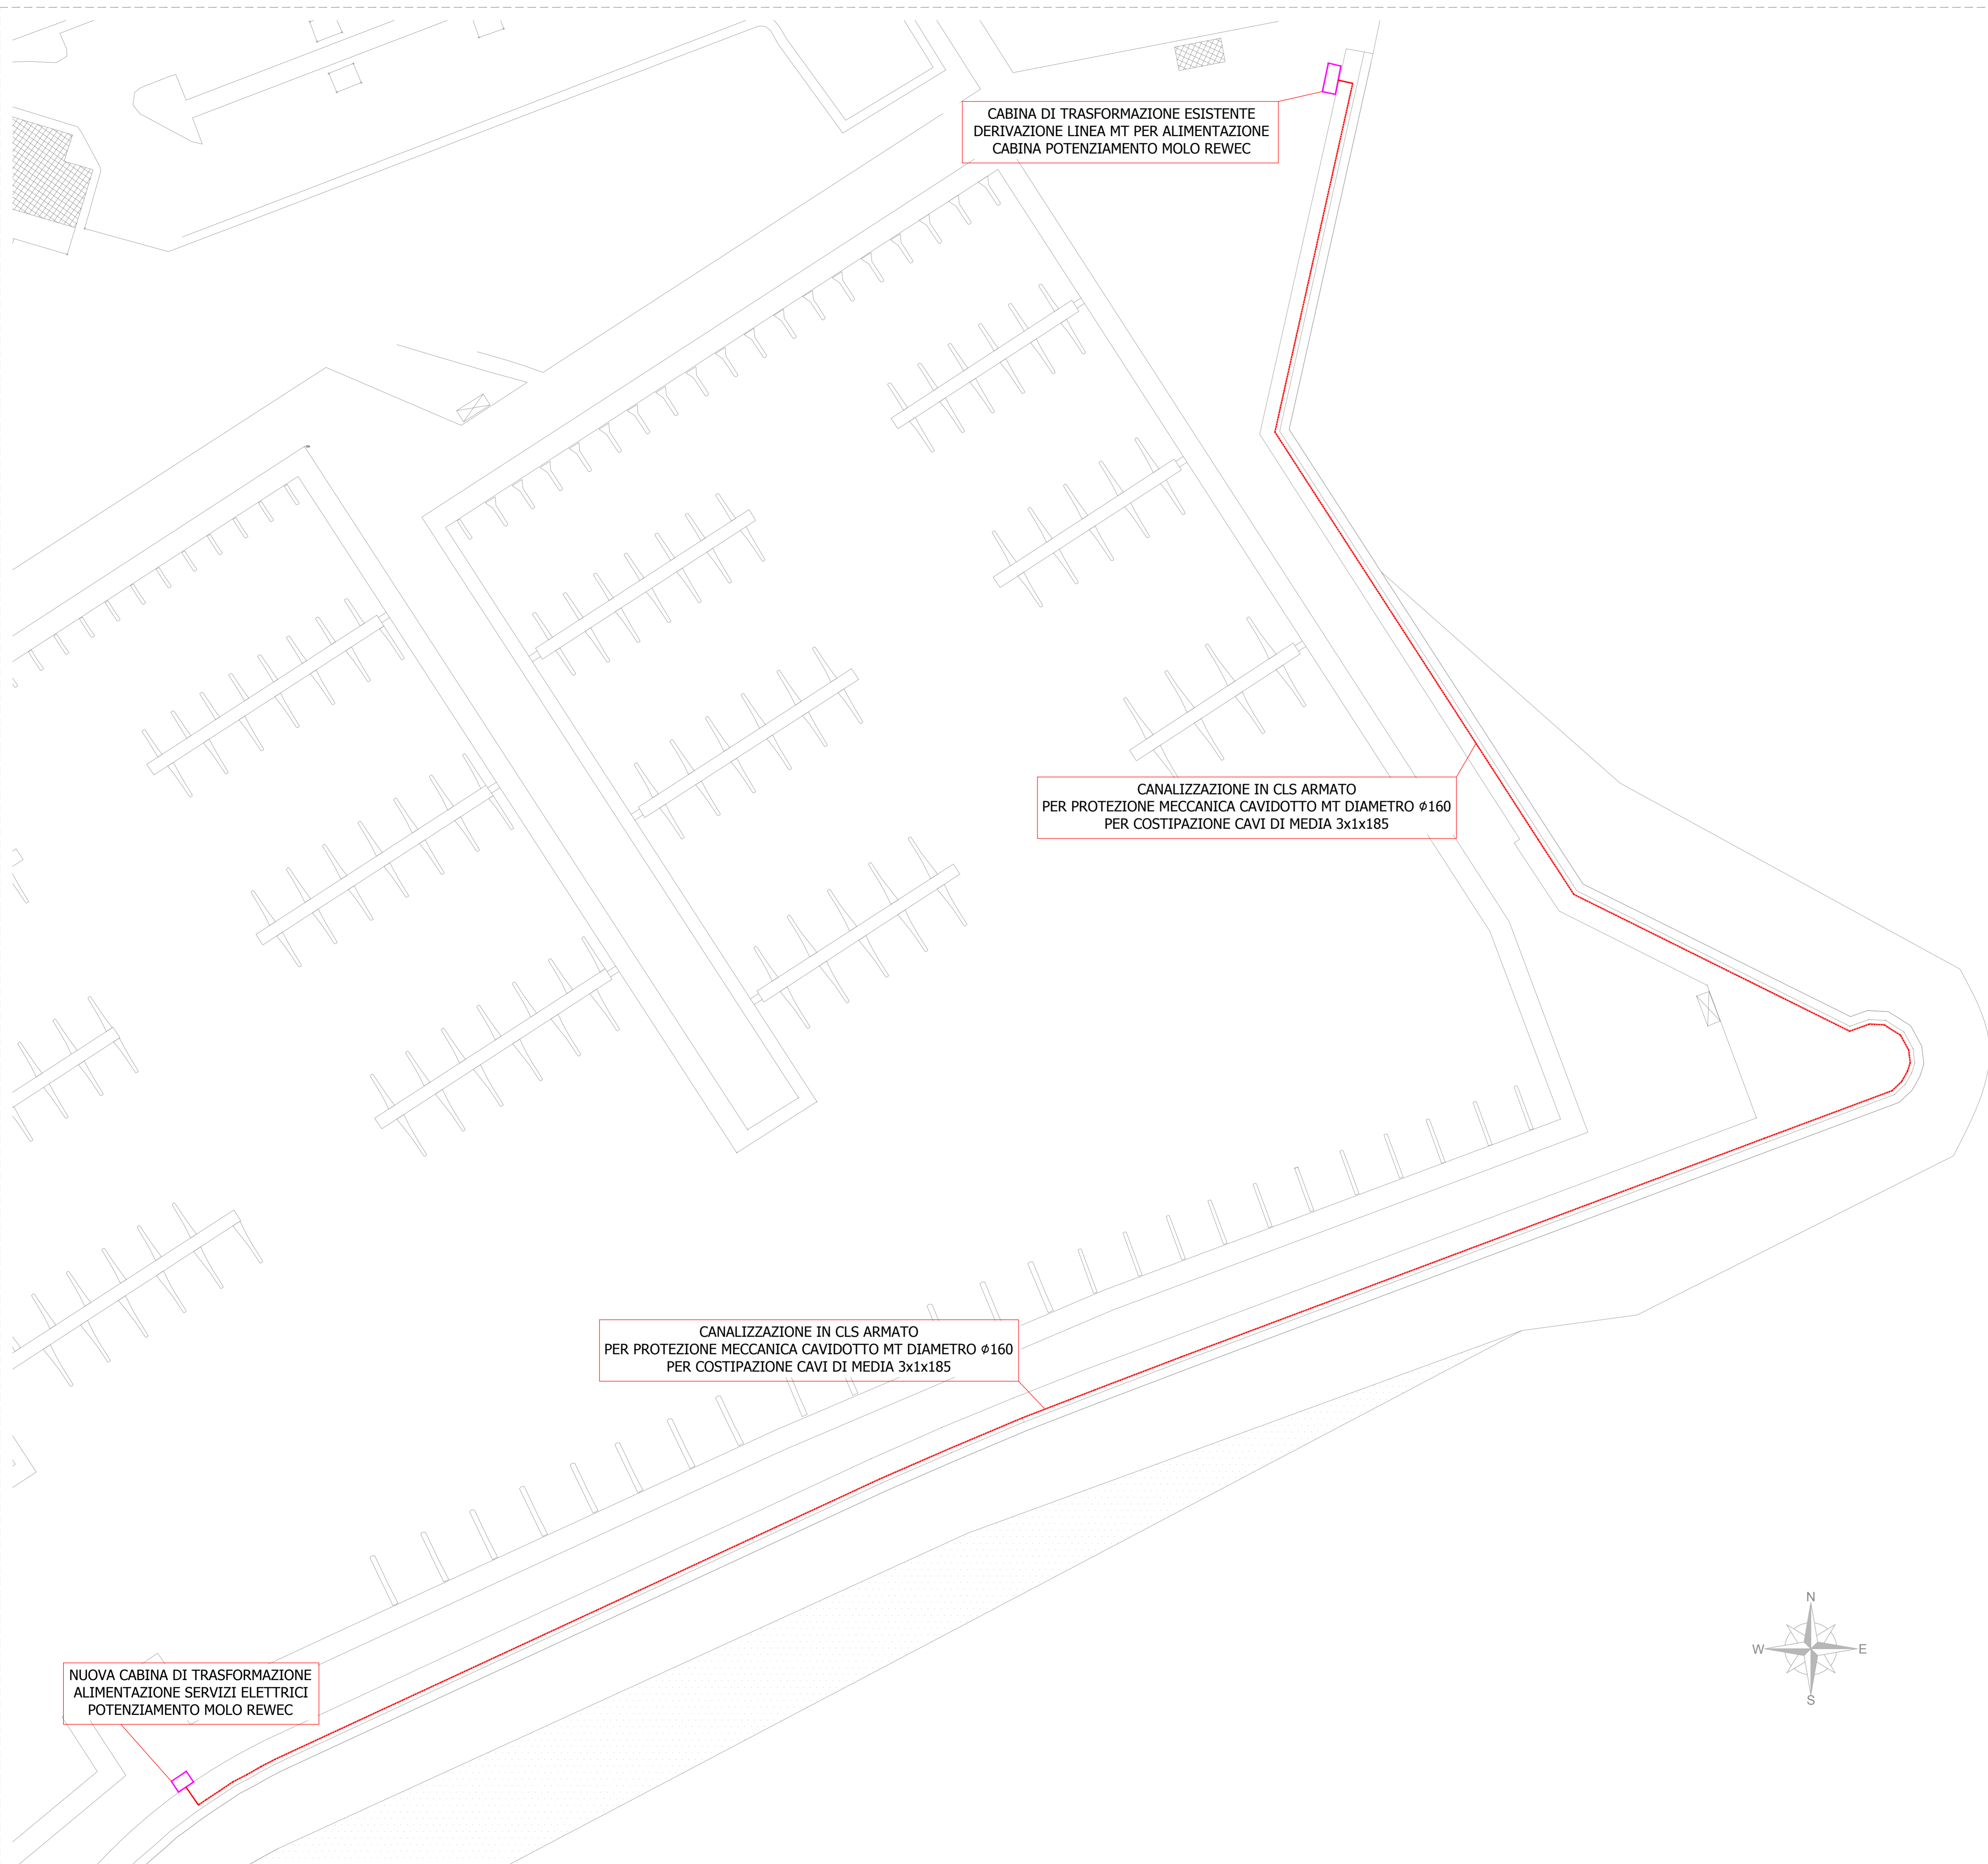 CABINA DI TRASFORMAZIONE ESISTENTE
DERIVAZIONE LINEA MT PER ALIMENTAZIONE
CABINA POTENZIAMENTO MOLO REWEC
CANALIZZAZIONE IN CLS ARMATO
PER PROTEZIONE MECCANICA CAVIDOTTO MT DIAMETRO ⌀160
PER COSTIPAZIONE CAVI DI MEDIA 3x1x185
CANALIZZAZIONE IN CLS ARMATO
PER PROTEZIONE MECCANICA CAVIDOTTO MT DIAMETRO ⌀160
PER COSTIPAZIONE CAVI DI MEDIA 3x1x185
NUOVA CABINA DI TRASFORMAZIONE
ALIMENTAZIONE SERVIZI ELETTRICI
POTENZIAMENTO MOLO REWEC
N
W E
S